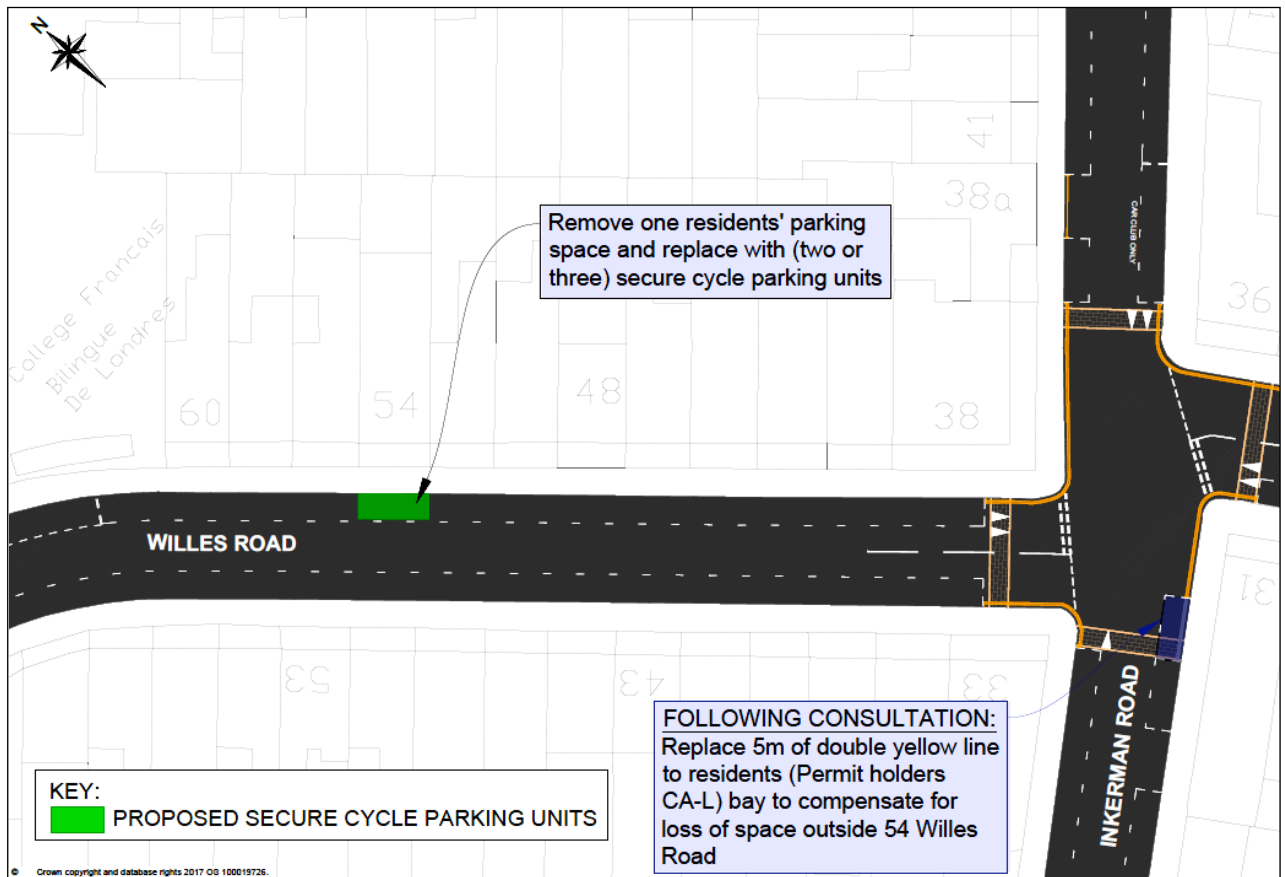 N
41
38a
Remove one residents' parking
space and replace with (two or
three) secure cycle parking units
CAR CLUB ONLY
College Francais
Bilingue
De Londres
36
60
54
48
38
WILLES ROAD
31
53
43
33
INKERMAN ROAD
FOLLOWING CONSULTATION:
Replace 5m of double yellow line
to residents (Permit holders
CA-L) bay to compensate for
loss of space outside 54 Willes
Road
KEY:
PROPOSED SECURE CYCLE PARKING UNITS
© Crown copyright and database rights 2017 OS 100019726.